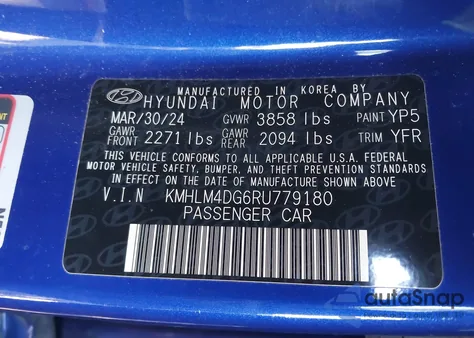 MANUFACTURED IN KOREA BY
HYUNDAI MOTOR COMPANY
MAR/30/24 GVWR 3858 lbs PAINT YP5
GAWR FRONT 2271 lbs GAWR REAR 2094 lbs TRIM YFR
THIS VEHICLE CONFORMS TO ALL APPLICABLE U.S.A. FEDERAL
MOTOR VEHICLE SAFETY, BUMPER, AND THEFT PREVENTION STANDARDS
IN EFFECT ON THE DATE OF MANUFACTURE SHOWN ABOVE.
V.I.N KMHLM4DG6RU779180
PASSENGER CAR
autoSnap